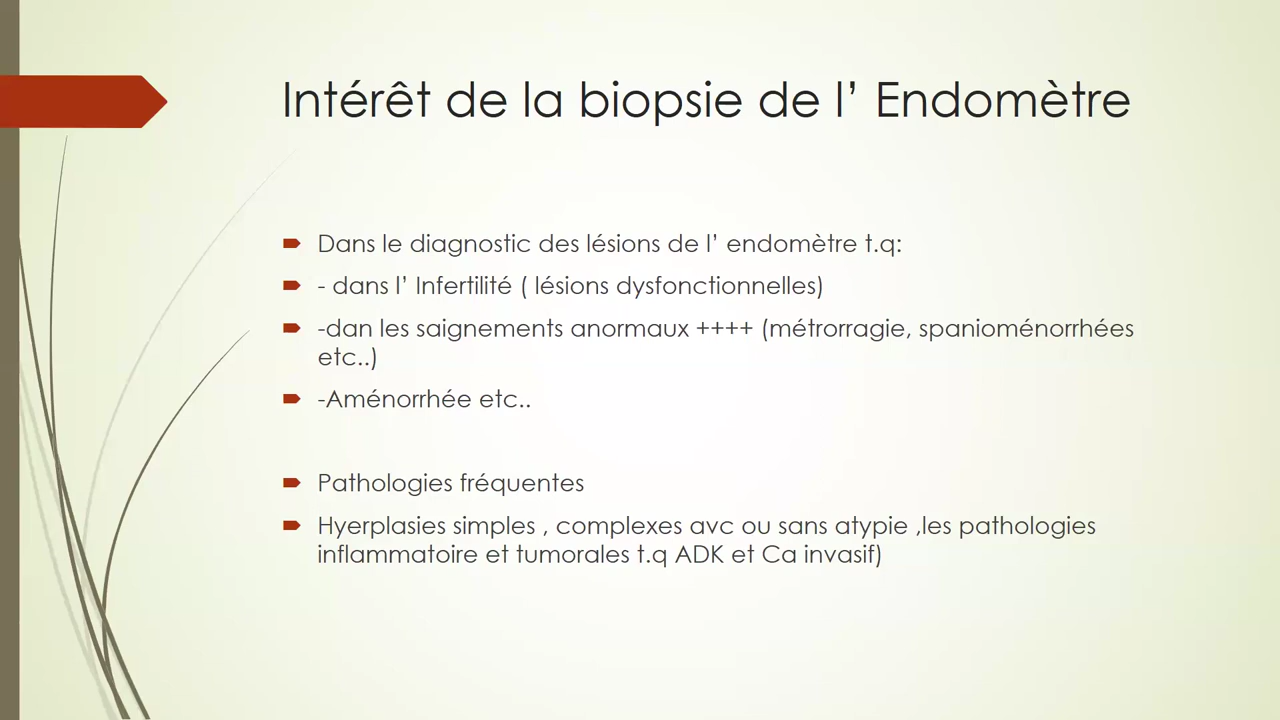 Intérêt de la biopsie de l’ Endomètre
Dans le diagnostic des lésions de l’ endomètre t.q:
- dans l’ Infertilité ( lésions dysfonctionnelles)
-dan les saignements anormaux ++++ (métrorragie, spanioménorrhées
etc..)
-Aménorrhée etc..
Pathologies fréquentes
Hyerplasies simples , complexes avc ou sans atypie ,les pathologies
inflammatoire et tumorales t.q ADK et Ca invasif)